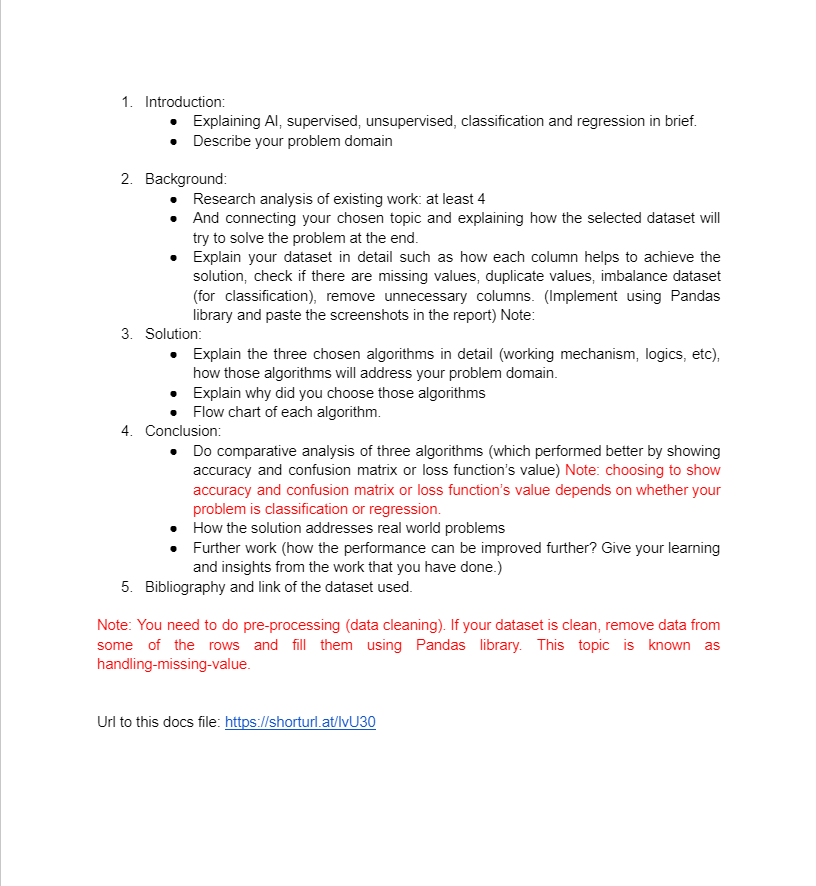 1. Introduction:
● Explaining AI, supervised, unsupervised, classification and regression in brief.
● Describe your problem domain
2. Background:
● Research analysis of existing work: at least 4
● And connecting your chosen topic and explaining how the selected dataset will
try to solve the problem at the end.
● Explain your dataset in detail such as how each column helps to achieve the
solution, check if there are missing values, duplicate values, imbalance dataset
(for classification), remove unnecessary columns. (Implement using Pandas
library and paste the screenshots in the report) Note:
3. Solution:
● Explain the three chosen algorithms in detail (working mechanism, logics, etc),
how those algorithms will address your problem domain.
● Explain why did you choose those algorithms
● Flow chart of each algorithm.
4. Conclusion:
● Do comparative analysis of three algorithms (which performed better by showing
accuracy and confusion matrix or loss function's value) Note: choosing to show
accuracy and confusion matrix or loss function's value depends on whether your
problem is classification or regression.
● How the solution addresses real world problems
● Further work (how the performance can be improved further? Give your learning
and insights from the work that you have done.)
5. Bibliography and link of the dataset used.
Note: You need to do pre-processing (data cleaning). If your dataset is clean, remove data from
some of the rows and fill them using Pandas library. This topic is known as
handling-missing-value.
Url to this docs file: https://shorturl.at/lvU30